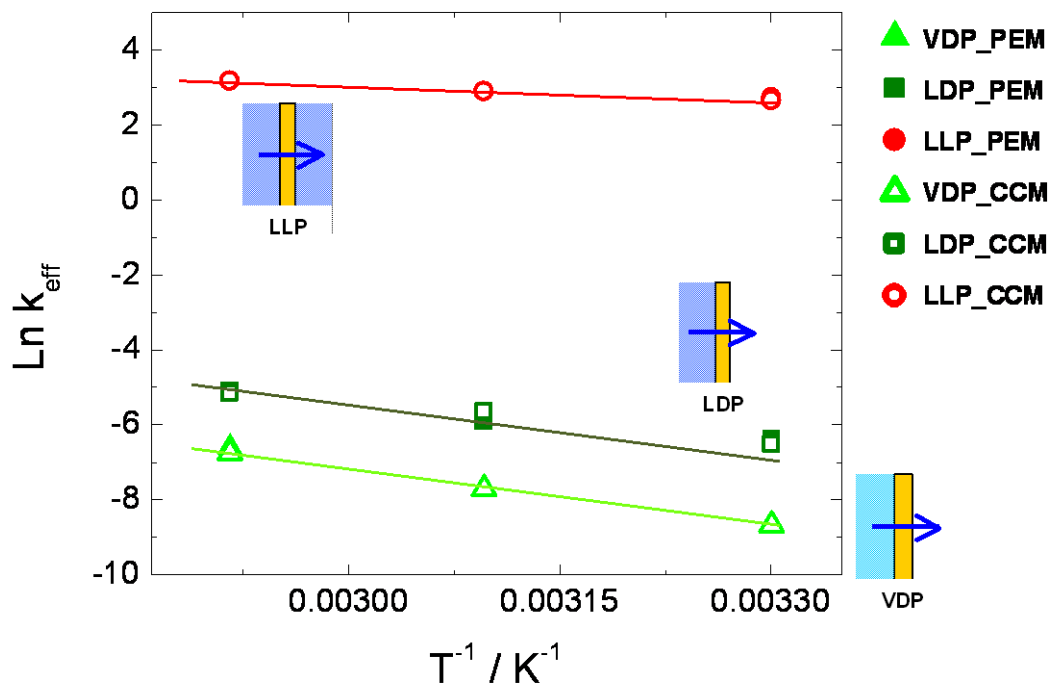 4
2
0
-2
-4
-6
-8
-10
Ln k_eff
0.00300
0.00315
0.00330
T⁻¹ / K⁻¹
LLP
LDP
VDP
VDP_PEM
LDP_PEM
LLP_PEM
VDP_CCM
LDP_CCM
LLP_CCM